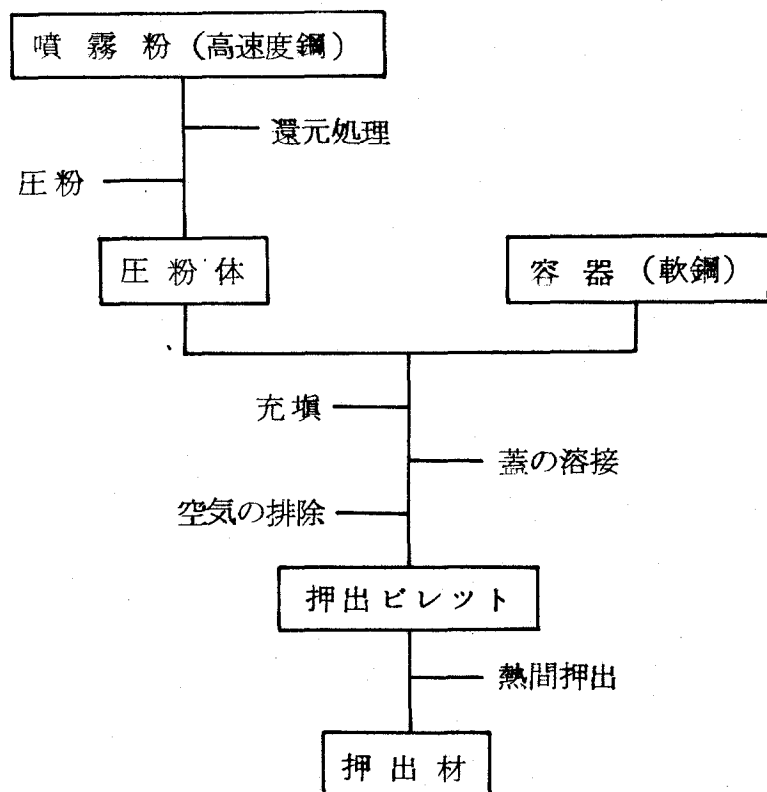 噴霧粉(高速度鋼)
還元処理
圧粉
圧粉体
容器(軟鋼)
充塡
蓋の溶接
空気の排除
押出ビレット
熱間押出
押出材